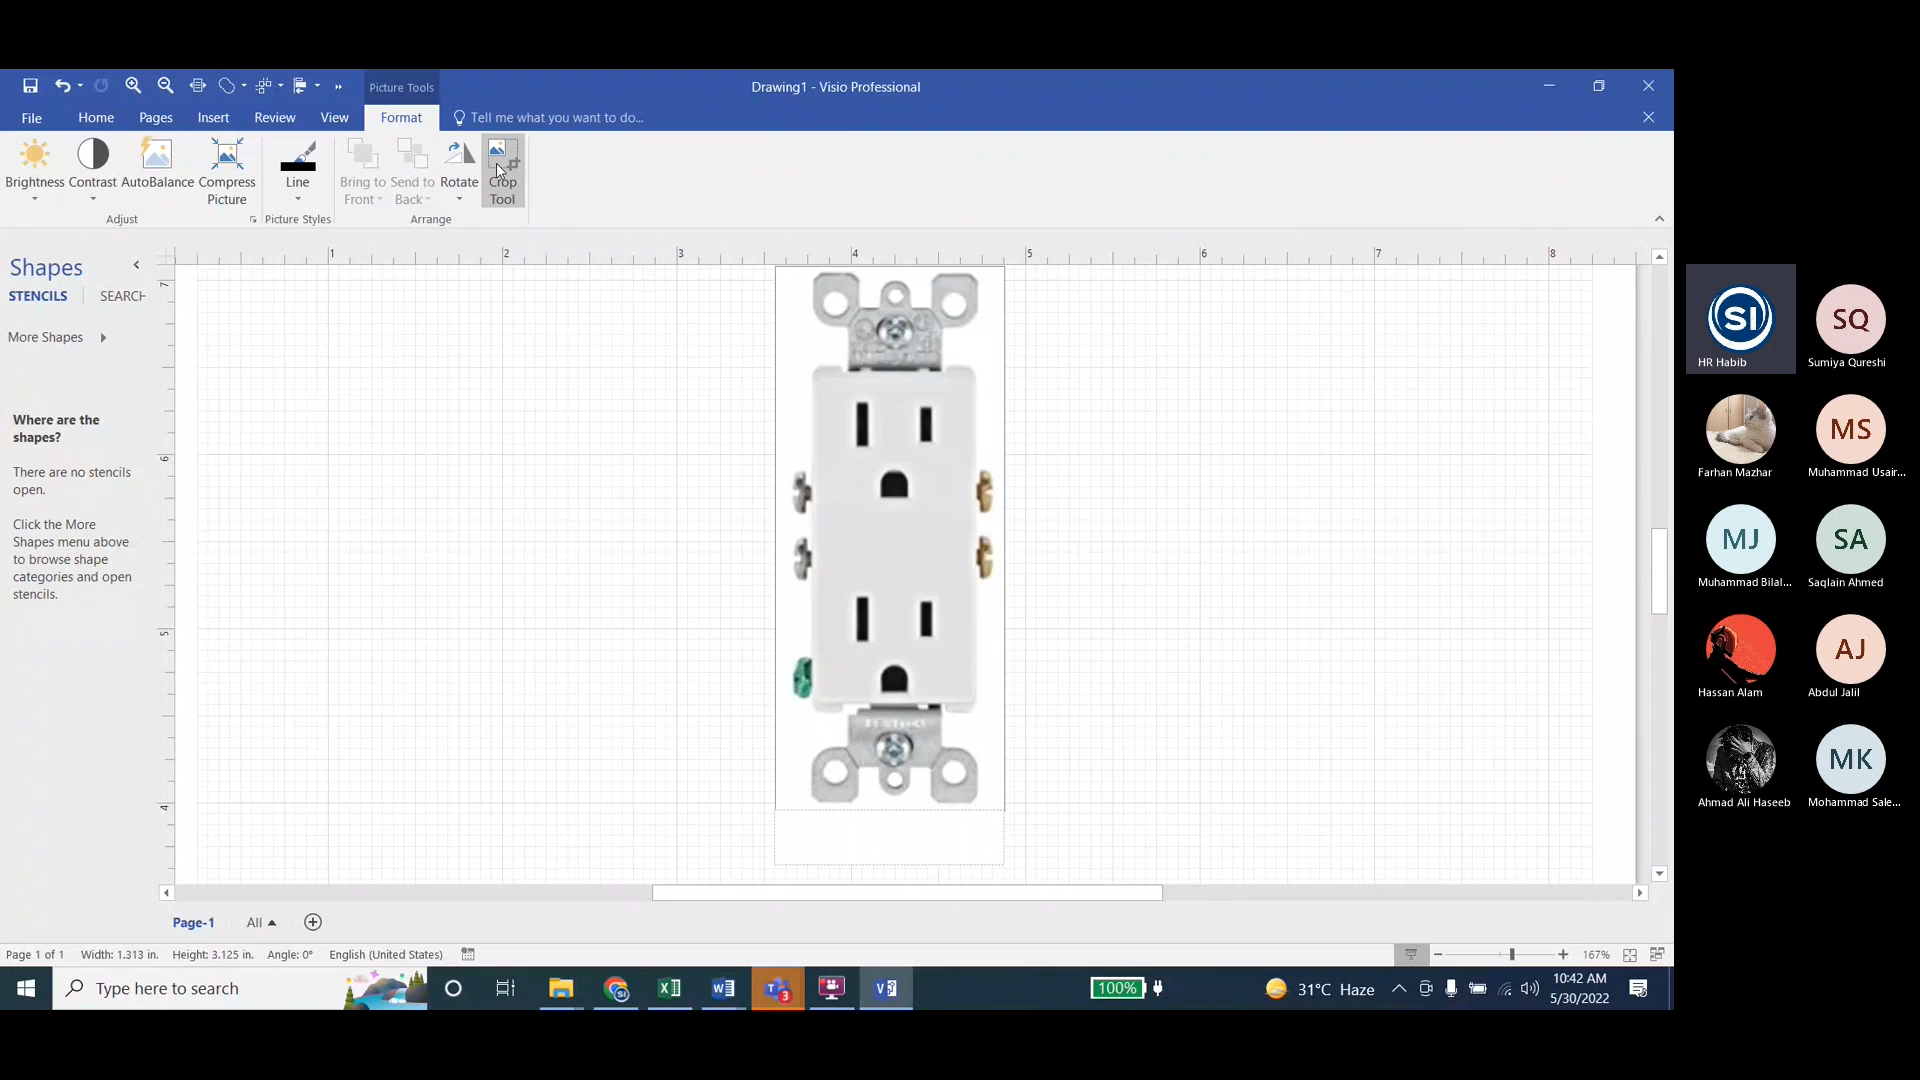 Picture Tools
Drawing1 - Visio Professional
File
Home
Pages
Insert
Review
View
Format
Tell me what you want to do...
Brightness
Contrast
AutoBalance
Compress
Picture
Line
Bring to
Front
Send to
Back
Rotate
Crop
Tool
Adjust
Picture Styles
Arrange
1
2
3
4
5
6
7
8
Shapes
STENCILS
SEARCH
More Shapes
Where are the
shapes?
There are no stencils
open.
Click the More
Shapes menu above
to browse shape
categories and open
stencils.
7
6
5
4
Page-1
All
Page 1 of 1
Width: 1.313 in.
Height: 3.125 in.
Angle: 0°
English (United States)
167%
Type here to search
3
100%
31°C Haze
10:42 AM
5/30/2022
SI
HR Habib
SQ
Sumiya Qureshi
Farhan Mazhar
MS
Muhammad Usair...
MJ
Muhammad Bilal...
SA
Saqlain Ahmed
Hassan Alam
AJ
Abdul Jalil
Ahmad Ali Haseeb
MK
Mohammad Sale...